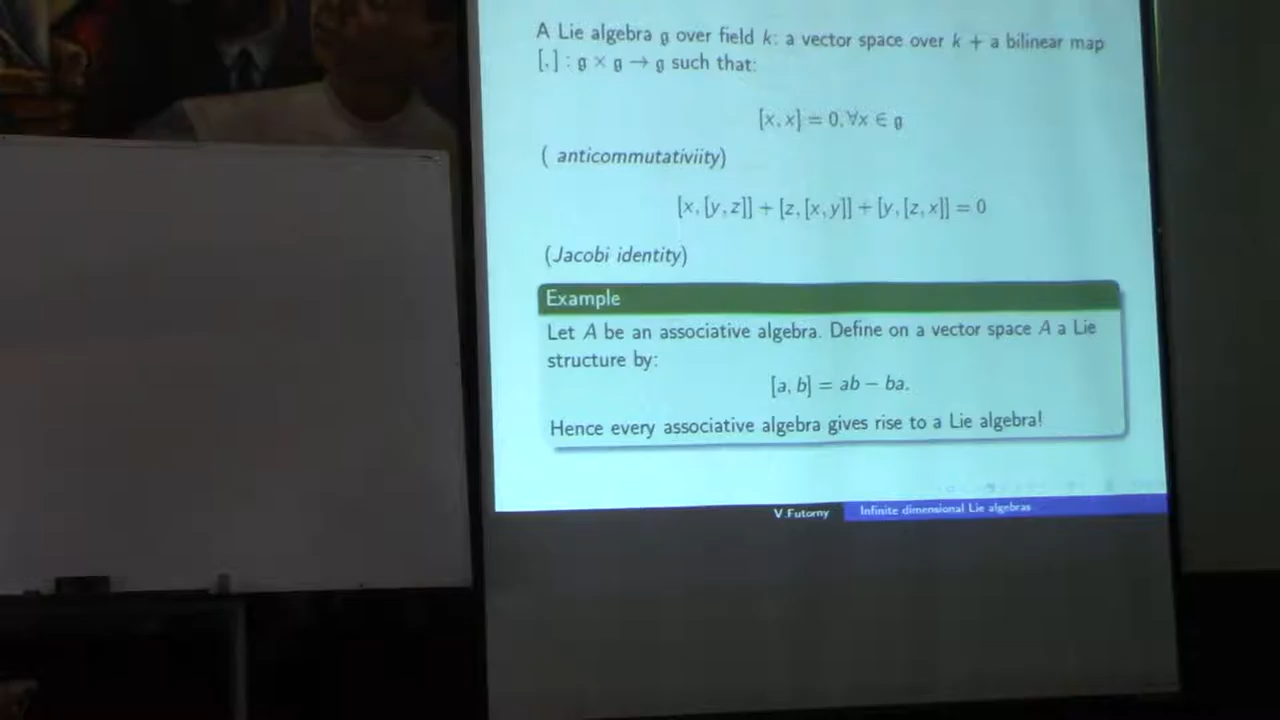 A Lie algebra 𝔤 over field k: a vector space over k + a bilinear map
[,] : 𝔤 × 𝔤 → 𝔤 such that:
[x, x] = 0, ∀x ∈ 𝔤
( anticommutativiity)
[x, [y, z]] + [z, [x, y]] + [y, [z, x]] = 0
(Jacobi identity)
Example
Let A be an associative algebra. Define on a vector space A a Lie
structure by:
[a, b] = ab − ba.
Hence every associative algebra gives rise to a Lie algebra!
V.Futorny Infinite dimensional Lie algebras